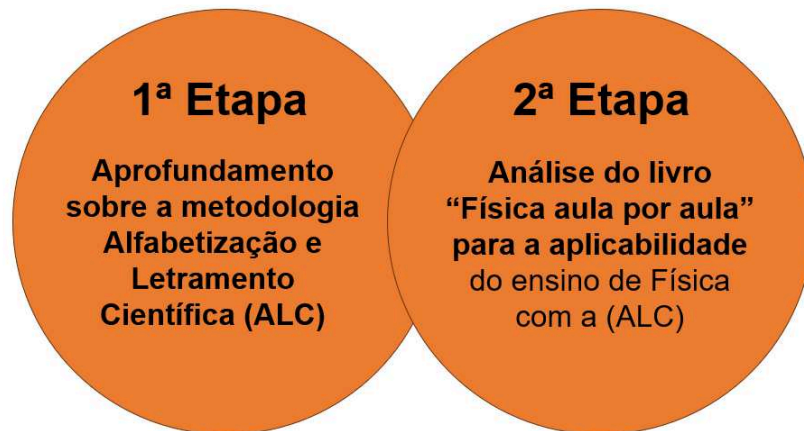 1ª Etapa
Aprofundamento
sobre a metodologia
Alfabetização e
Letramento
Científica (ALC)
2ª Etapa
Análise do livro
“Física aula por aula”
para a aplicabilidade
do ensino de Física
com a (ALC)